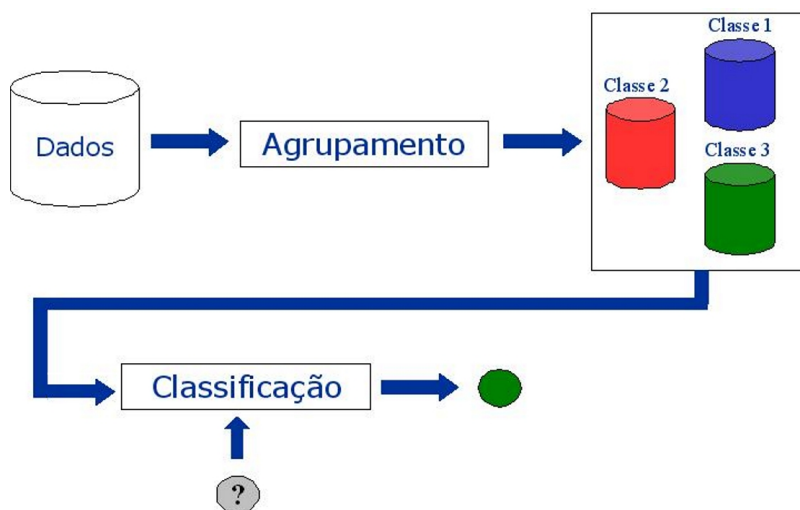 Dados
Agrupamento
Classe 1
Classe 2
Classe 3
Classificação
?